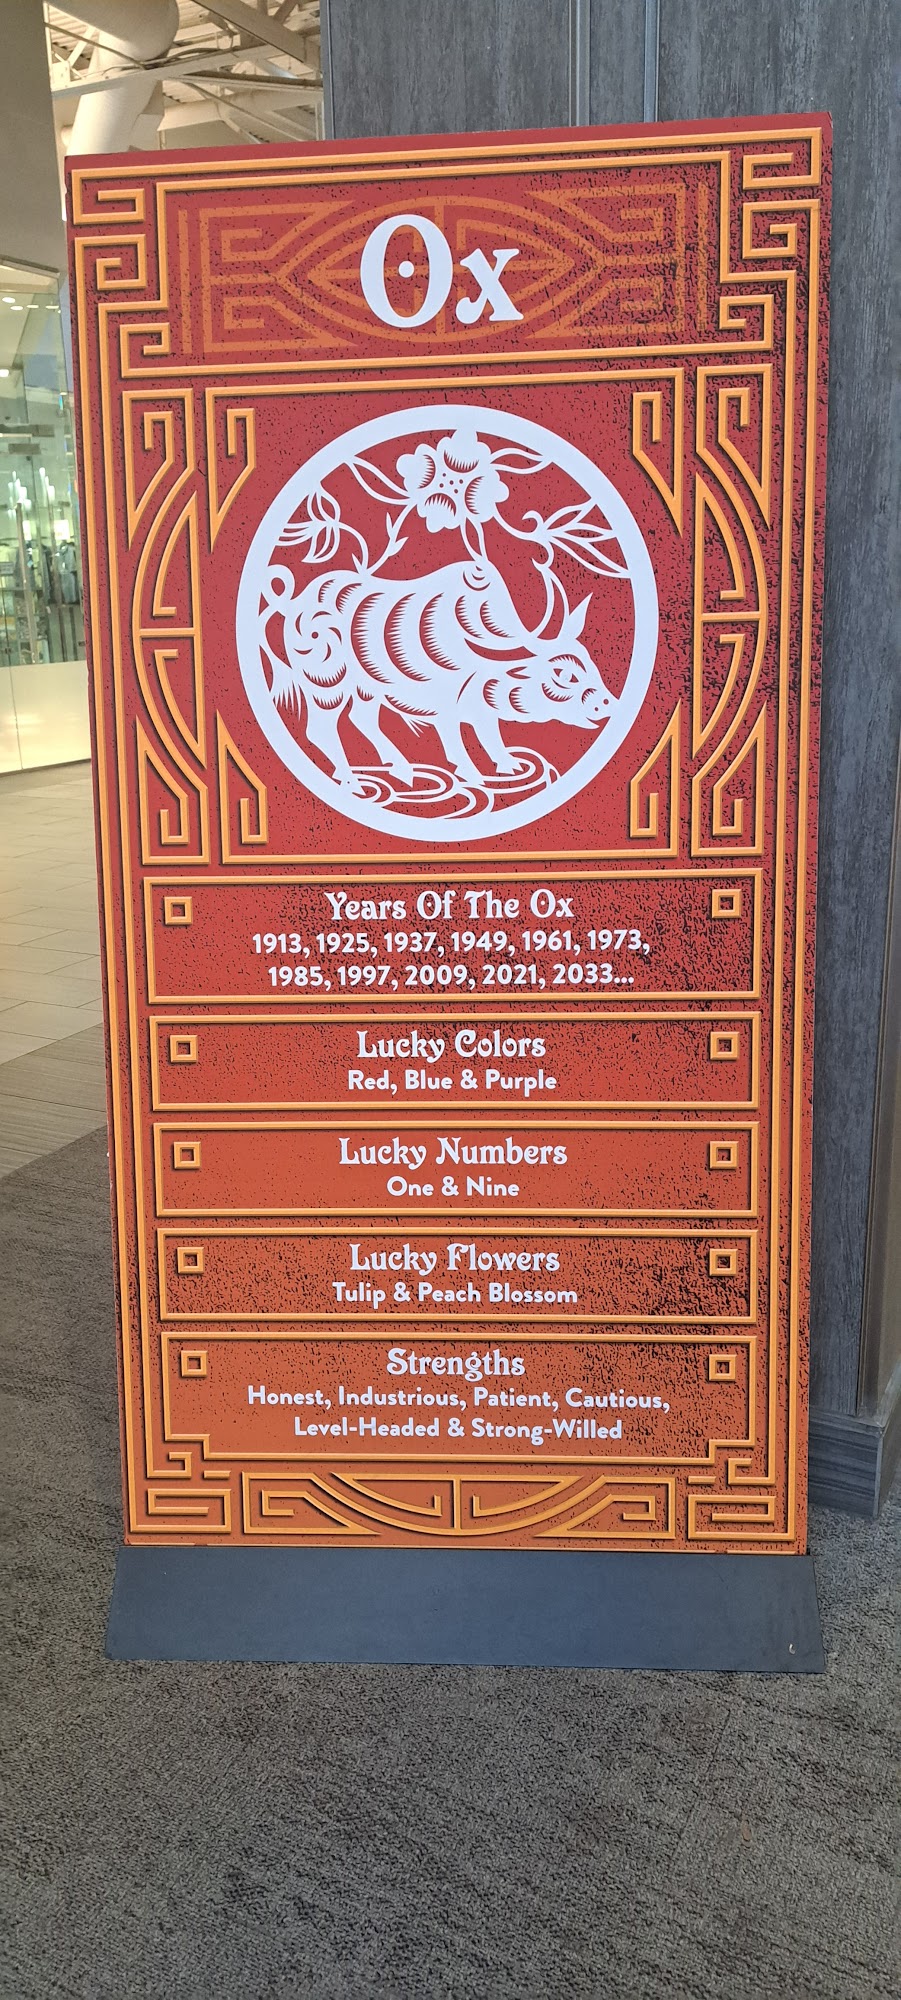 Ox
Years Of The Ox
1913, 1925, 1937, 1949, 1961, 1973,
1985, 1997, 2009, 2021, 2033...
Lucky Colors
Red, Blue & Purple
Lucky Numbers
One & Nine
Lucky Flowers
Tulip & Peach Blossom
Strengths
Honest, Industrious, Patient, Cautious,
Level-Headed & Strong-Willed